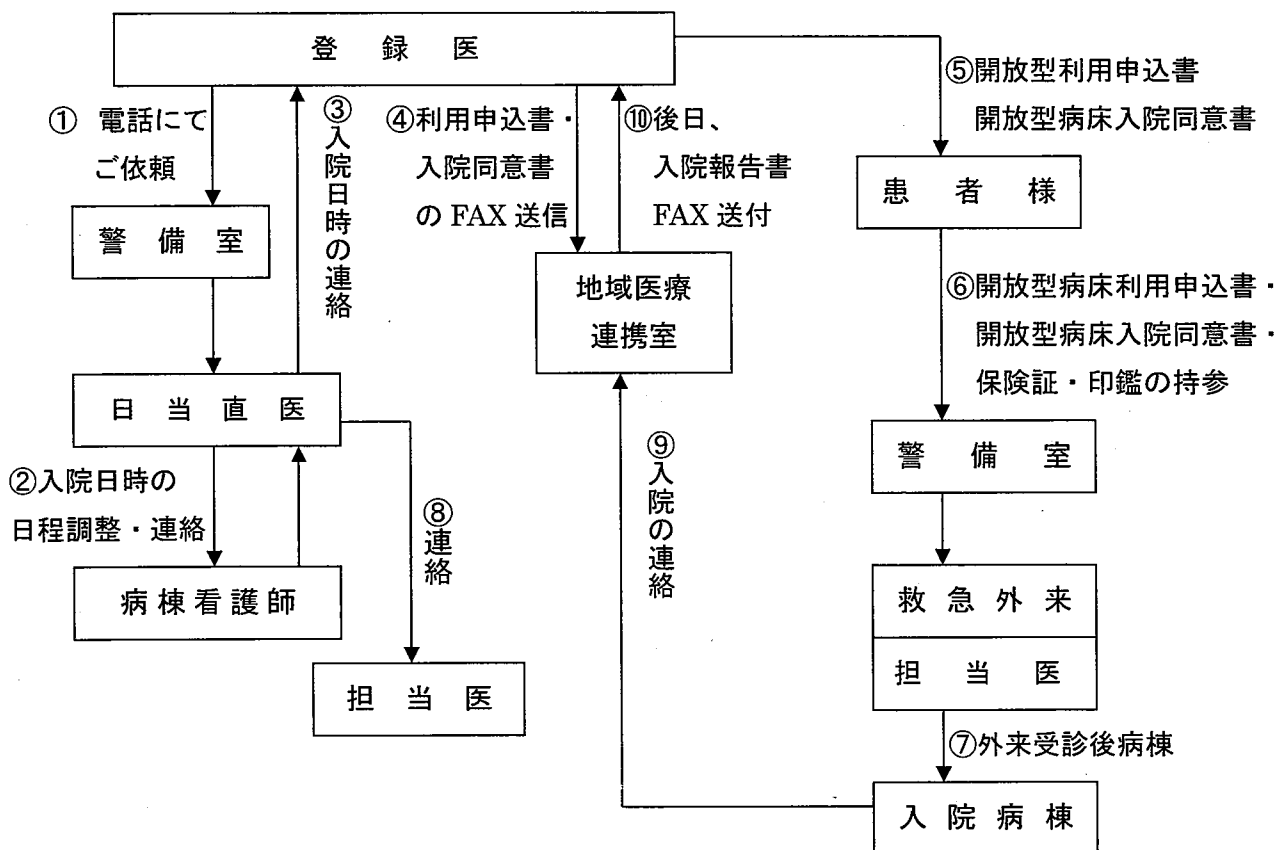 登録医
① 電話にて
ご依頼
警備室
日当直医
②入院日時の
日程調整・連絡
病棟看護師
③入院日時の連絡
④利用申込書・
入院同意書
の FAX 送信
⑩後日、
入院報告書
FAX 送付
地域医療
連携室
⑤開放型利用申込書
開放型病床入院同意書
患者様
⑥開放型病床利用申込書・
開放型病床入院同意書・
保険証・印鑑の持参
警備室
救急外来
担当医
⑦外来受診後病棟
入院病棟
⑧連絡
担当医
⑨入院の連絡